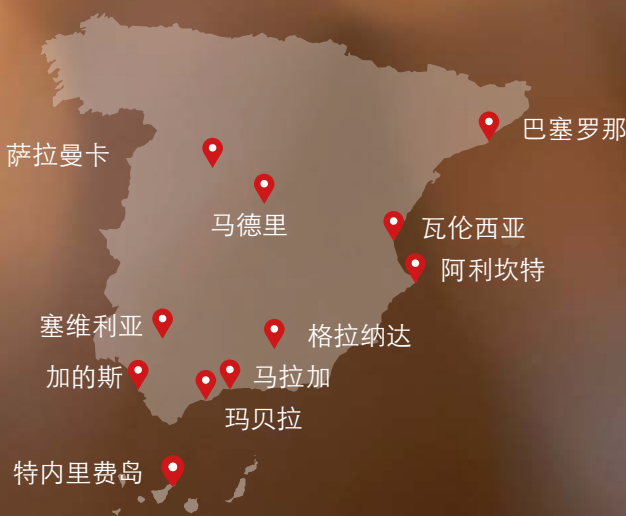 巴塞罗那
萨拉曼卡
马德里
瓦伦西亚
阿利坎特
塞维利亚
格拉纳达
加的斯
马拉加
玛贝拉
特内里费岛